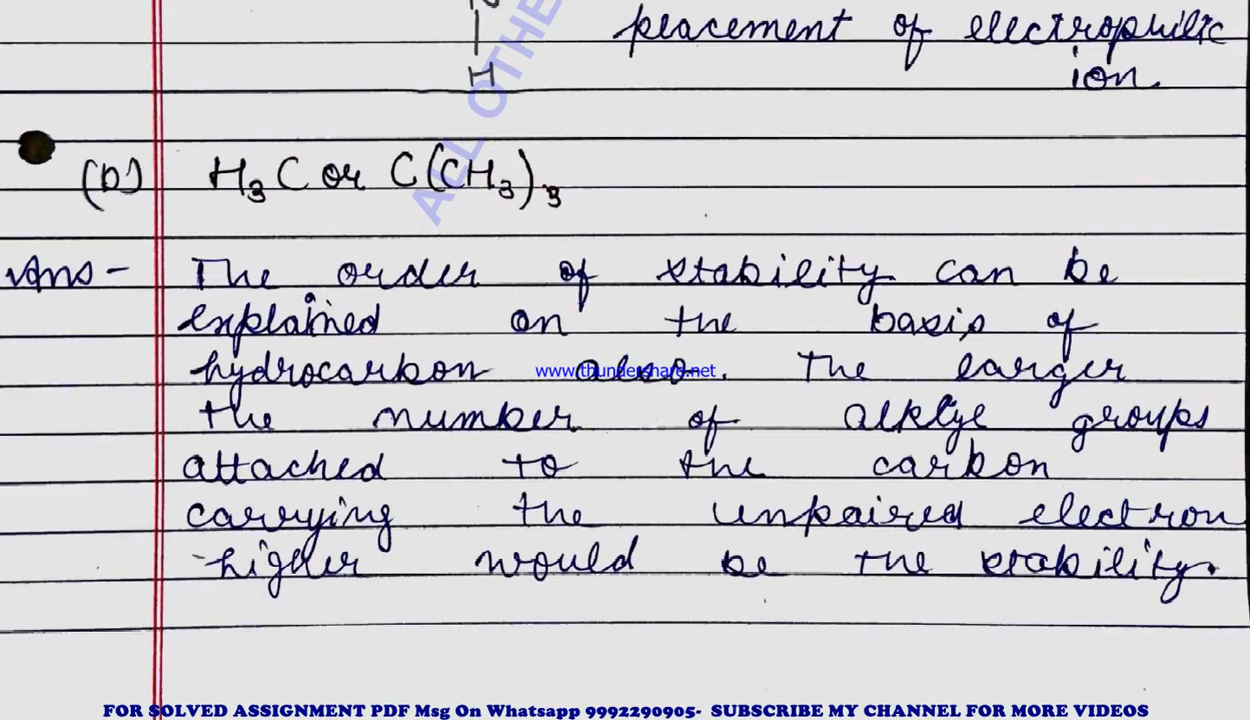 placement of electrophilic
ion.
H
ALL OTHE
(D) H3C or C(CH3)3
Ans - The order of stability can be
explained on the basis of
hydrocarbon also. The larger
www.thundershare.net
the number of alklye groups
attached to the carbon
carrying the unpaired electron
higher would be the stability.
FOR SOLVED ASSIGNMENT PDF Msg On Whatsapp 9992290905- SUBSCRIBE MY CHANNEL FOR MORE VIDEOS